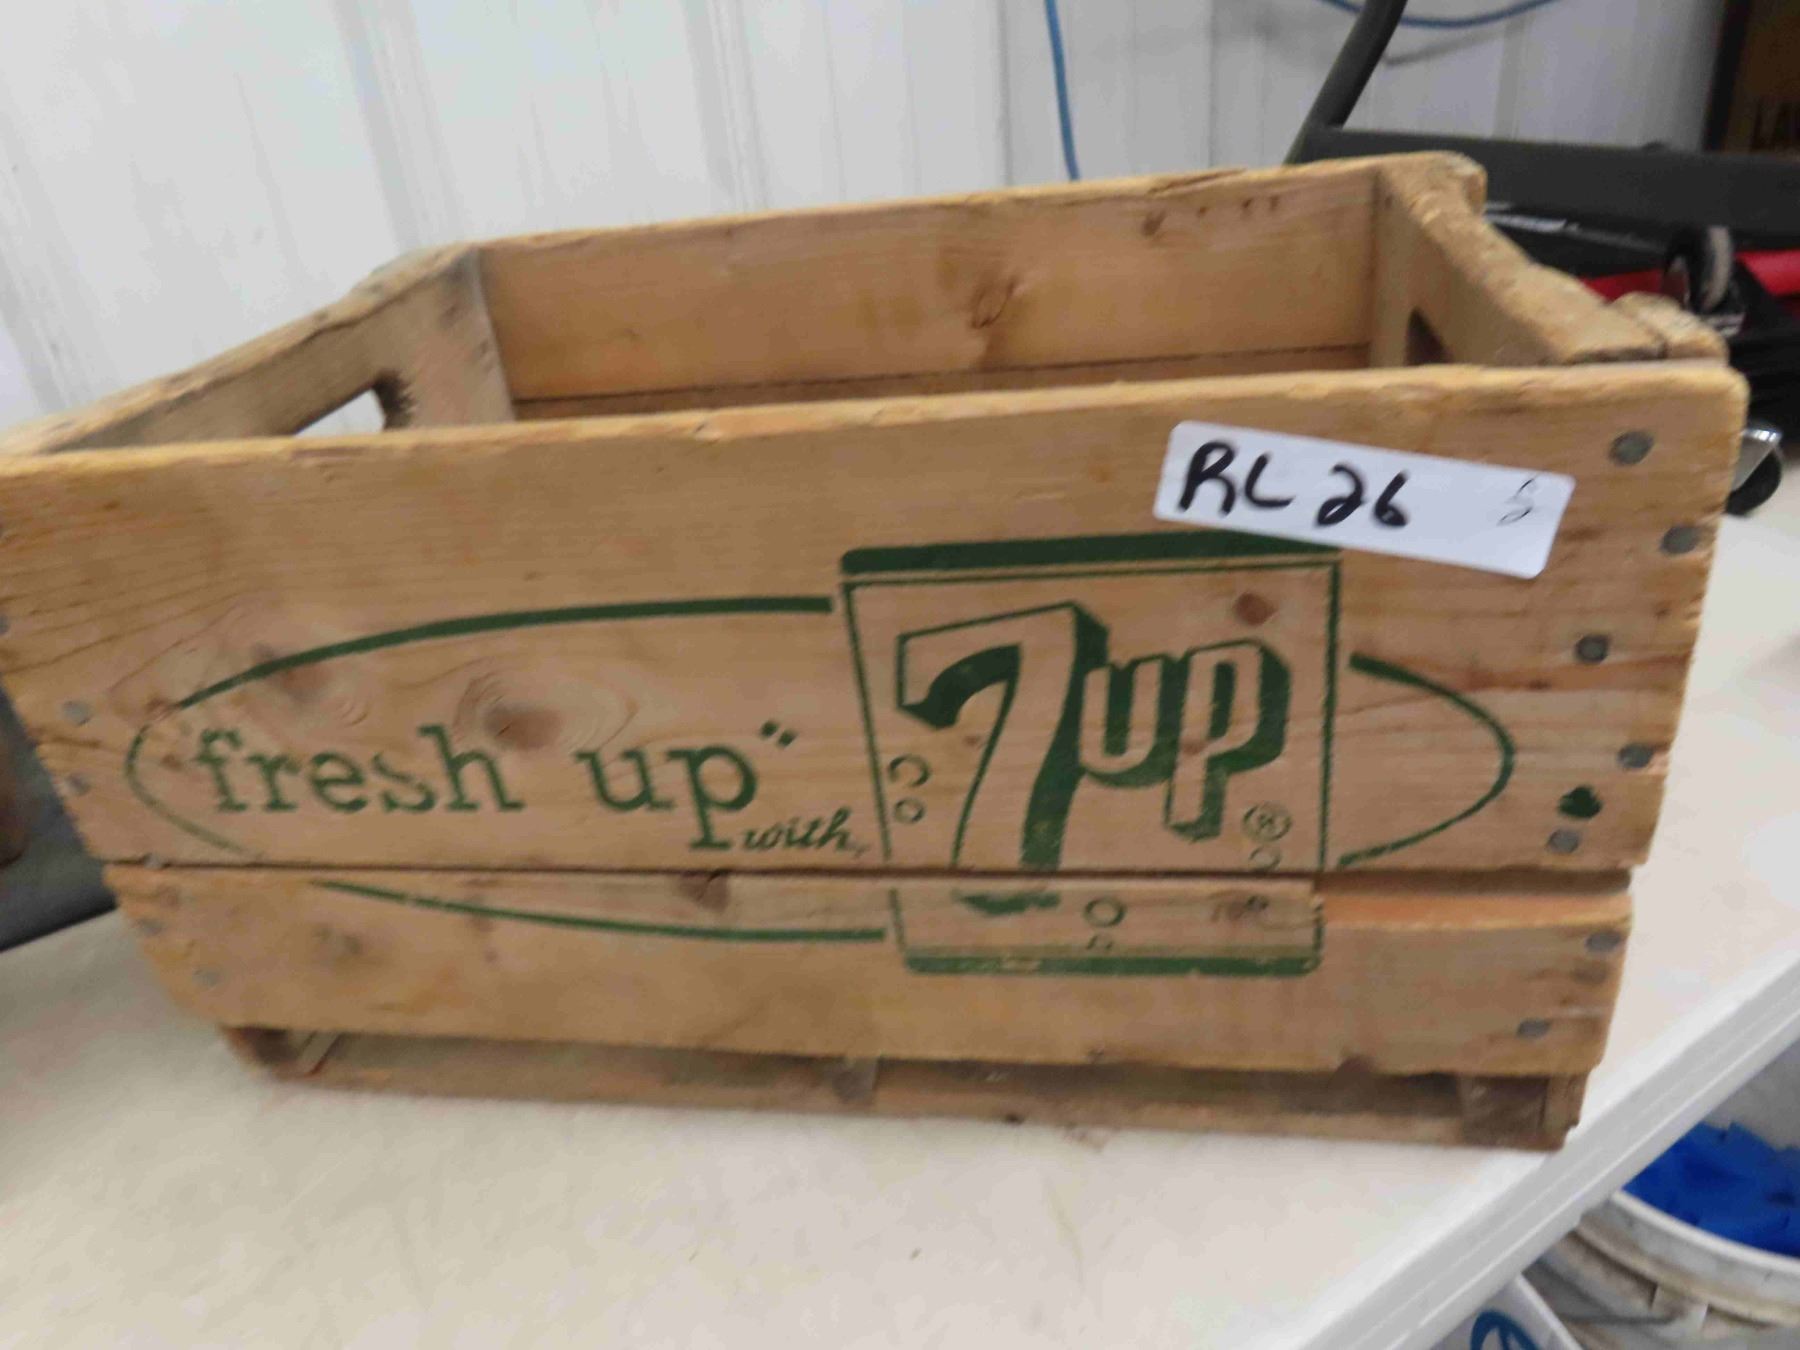 RL 26
"fresh up"
with
7up
®